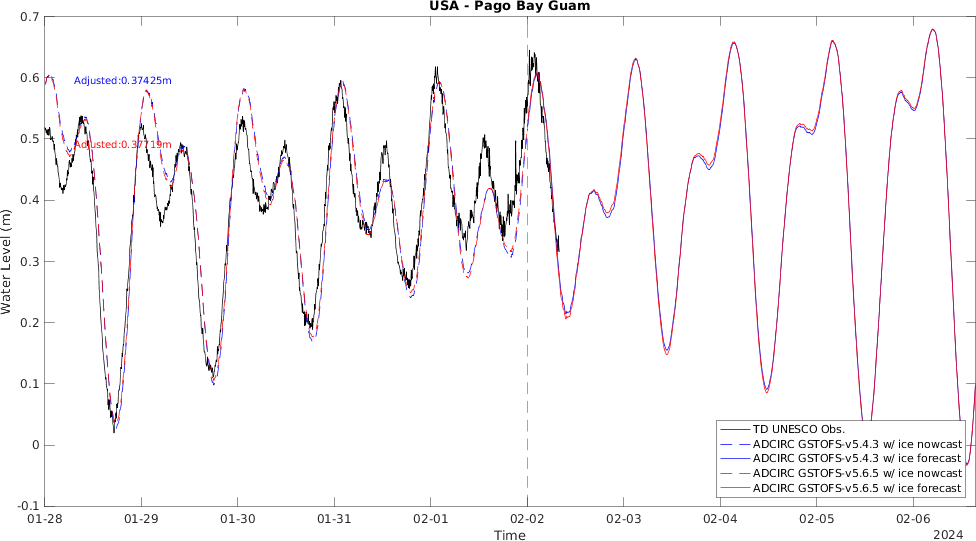 USA - Pago Bay Guam
0.7
0.6
0.5
0.4
0.3
0.2
0.1
0
-0.1
Water Level (m)
Adjusted:0.37425m
Adjusted:0.37719m
TD UNESCO Obs.
ADCIRC GSTOFS-v5.4.3 w/ ice nowcast
ADCIRC GSTOFS-v5.4.3 w/ ice forecast
ADCIRC GSTOFS-v5.6.5 w/ ice nowcast
ADCIRC GSTOFS-v5.6.5 w/ ice forecast
01-28 01-29 01-30 01-31 02-01 02-02 02-03 02-04 02-05 02-06
Time
2024